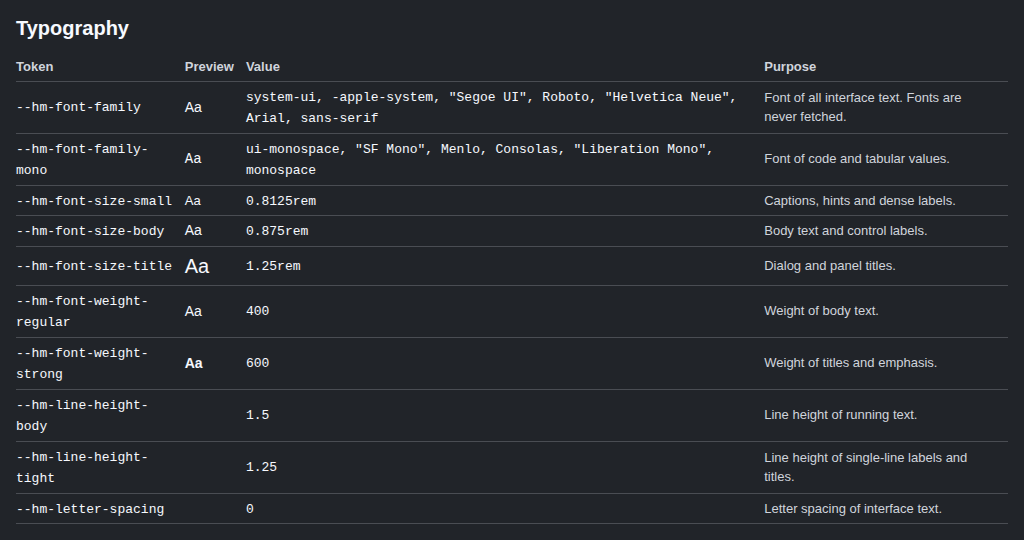 Typography
Token Preview Value Purpose
--hm-font-family Aa system-ui, -apple-system, "Segoe UI", Roboto, "Helvetica Neue", Arial, sans-serif Font of all interface text. Fonts are never fetched.
--hm-font-family-mono Aa ui-monospace, "SF Mono", Menlo, Consolas, "Liberation Mono", monospace Font of code and tabular values.
--hm-font-size-small Aa 0.8125rem Captions, hints and dense labels.
--hm-font-size-body Aa 0.875rem Body text and control labels.
--hm-font-size-title Aa 1.25rem Dialog and panel titles.
--hm-font-weight-regular Aa 400 Weight of body text.
--hm-font-weight-strong Aa 600 Weight of titles and emphasis.
--hm-line-height-body 1.5 Line height of running text.
--hm-line-height-tight 1.25 Line height of single-line labels and titles.
--hm-letter-spacing 0 Letter spacing of interface text.